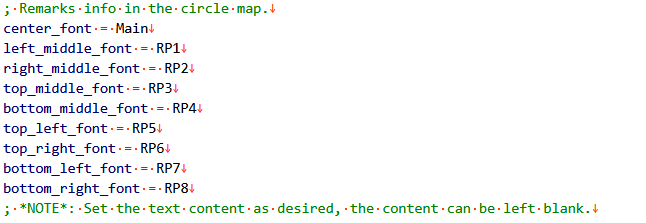 ; Remarks info in the circle map.
center_font = Main
left_middle_font = RP1
right_middle_font = RP2
top_middle_font = RP3
bottom_middle_font = RP4
top_left_font = RP5
top_right_font = RP6
bottom_left_font = RP7
bottom_right_font = RP8
; *NOTE*: Set the text content as desired, the content can be left blank.